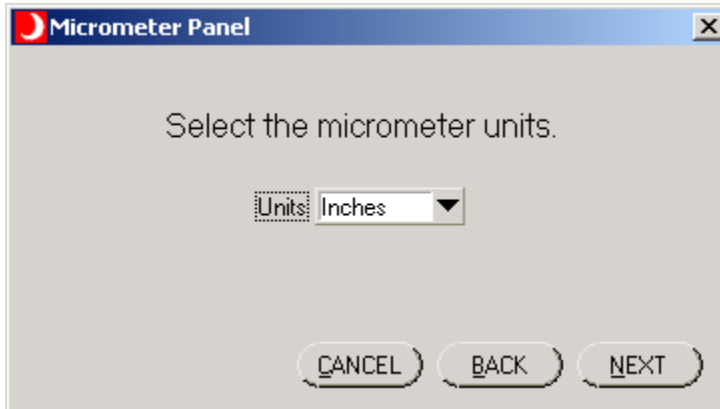 Micrometer Panel
Select the micrometer units.
Units Inches
CANCEL BACK NEXT